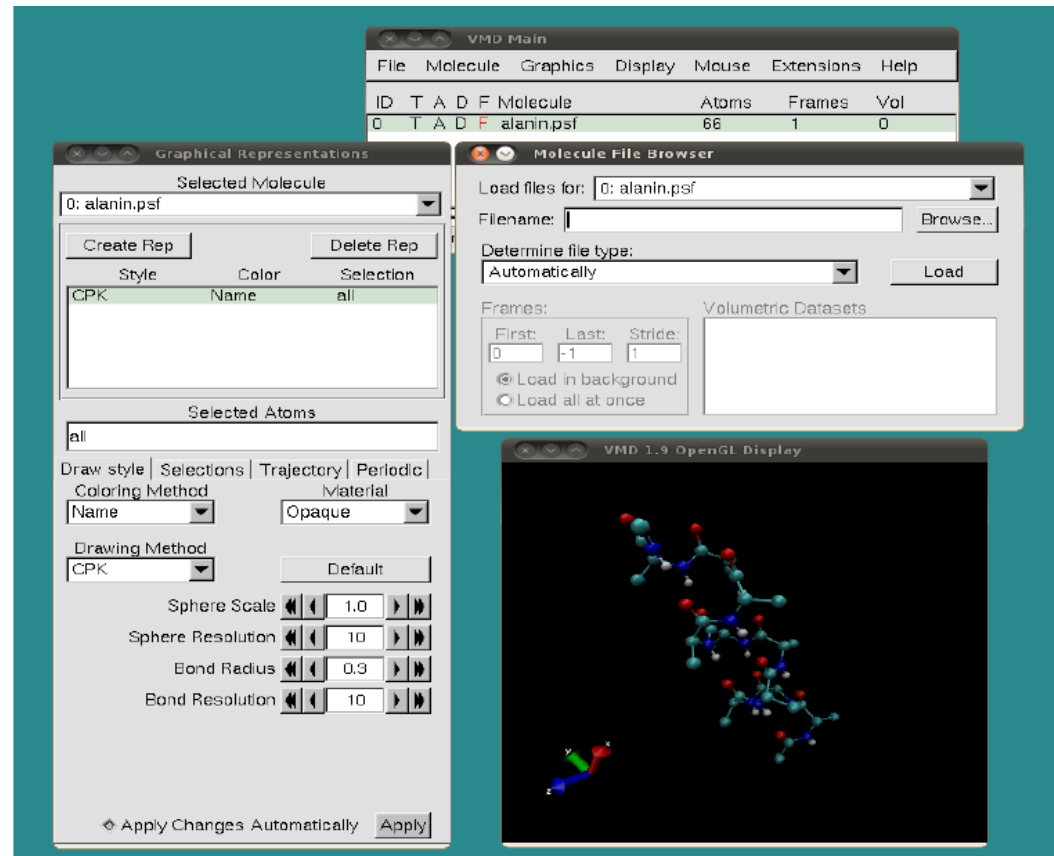 VMD Main
File Molecule Graphics Display Mouse Extensions Help
ID T A D F Molecule Atoms Frames Vol
0 T A D F alanin.psf 66 1 0
Graphical Representations
Selected Molecule
0: alanin.psf
Create Rep Delete Rep
Style Color Selection
CPK Name all
Selected Atoms
all
Draw style Selections Trajectory Periodic
Coloring Method Material
Name Opaque
Drawing Method
CPK Default
Sphere Scale 1.0
Sphere Resolution 10
Bond Radius 0.3
Bond Resolution 10
Apply Changes Automatically Apply
Molecule File Browser
Load files for: 0: alanin.psf
Filename: Browse...
Determine file type:
Automatically Load
Frames: Volumetric Datasets
First: Last: Stride:
0 -1 1
Load in background
Load all at once
VMD 1.9 OpenGL Display
y x
z